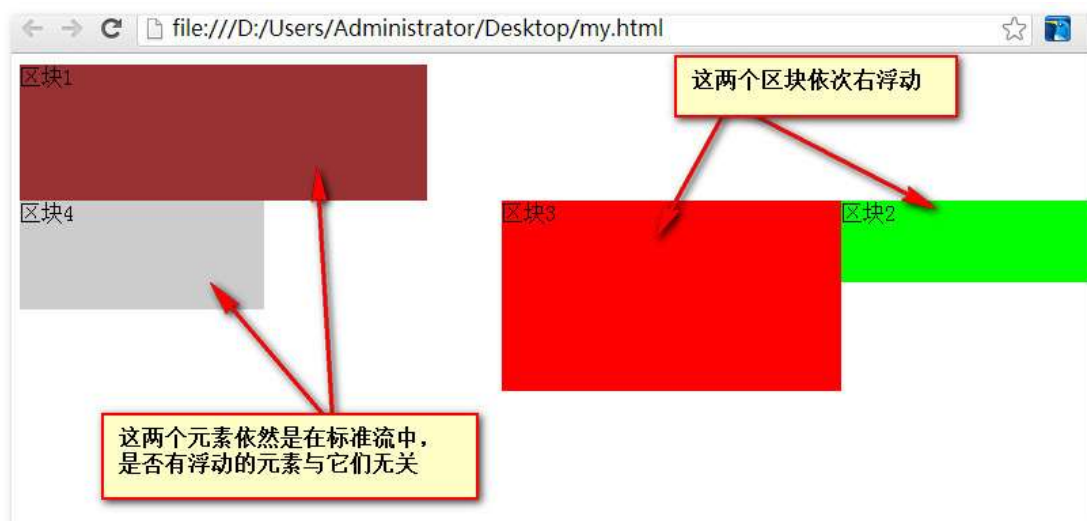 file:///D:/Users/Administrator/Desktop/my.html
区块1
这两个区块依次右浮动
区块4
区块3
区块2
这两个元素依然是在标准流中，
是否有浮动的元素与它们无关